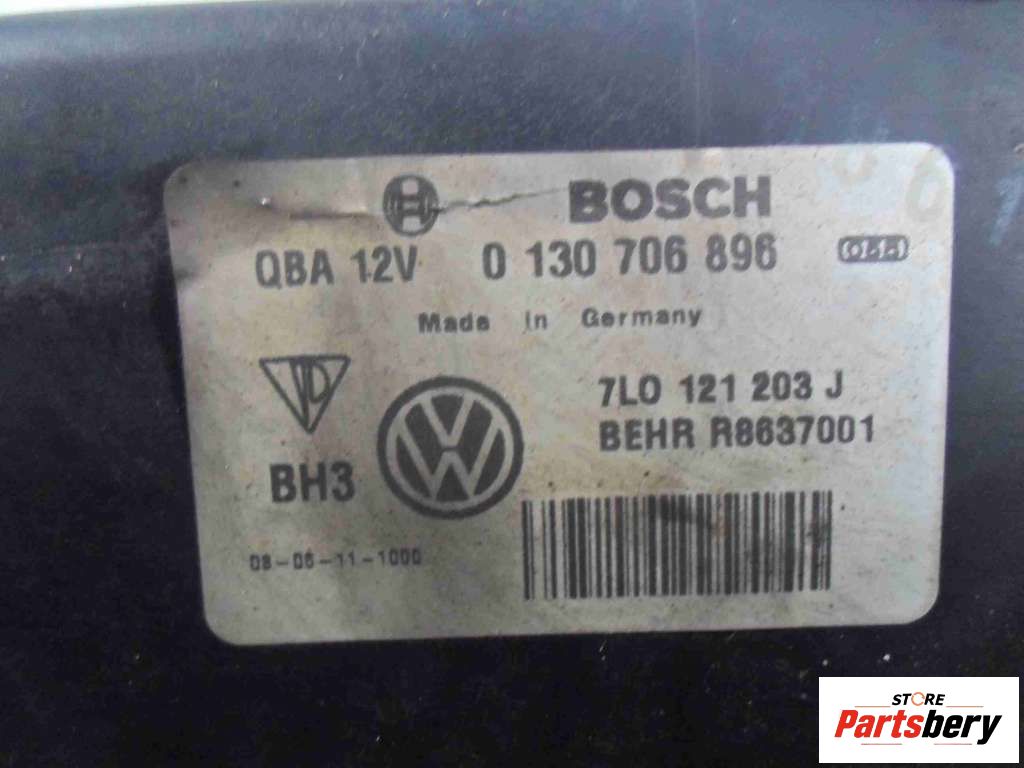 BOSCH
QBA 12V 0 130 706 896
Made in Germany
7L0 121 203 J
BEHR R8637001
BH3
08-06-11-1000
STORE
Partsbery